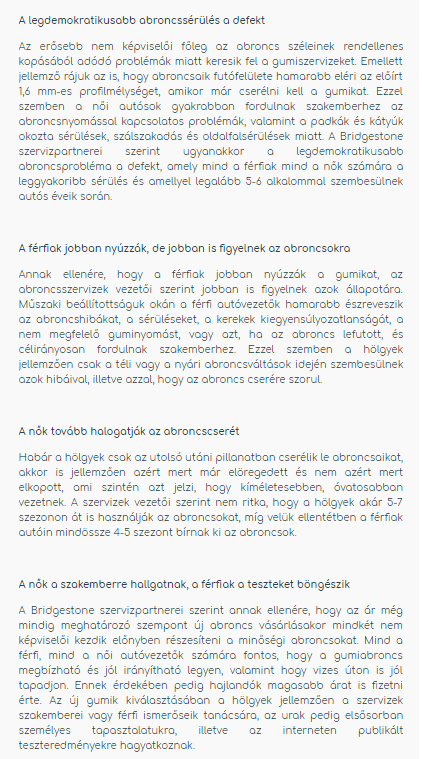 A legdemokratikusabb abroncssérülés a defekt
Az erősebb nem képviselői főleg az abroncs széleinek rendellenes
kopásából adódó problémák miatt keresik fel a gumiszervizeket. Emellett
jellemző rájuk az is, hogy abroncsaik futófelülete hamarabb eléri az előírt
1,6 mm-es profilmélységet, amikor már cserélni kell a gumikat. Ezzel
szemben a női autósok gyakrabban fordulnak szakemberhez az
abroncsnyomással kapcsolatos problémák, valamint a padkák és kátyúk
okozta sérülések, szálszakadás és oldalfalsérülések miatt. A Bridgestone
szervizpartnerei szerint ugyanakkor a legdemokratikusabb
abroncsprobléma a defekt, amely mind a férfiak mind a nők számára a
leggyakoribb sérülés és amellyel legalább 5-6 alkalommal szembesülnek
autós éveik során.
A férfiak jobban nyúzzák, de jobban is figyelnek az abroncsokra
Annak ellenére, hogy a férfiak jobban nyúzzák a gumikat, az
abroncsszervizek vezetői szerint jobban is figyelnek azok állapotára.
Műszaki beállítottságuk okán a férfi autóvezetők hamarabb észreveszik
az abroncshibákat, a sérüléseket, a kerekek kiegyensúlyozatlanságát, a
nem megfelelő guminyomást, vagy azt, ha az abroncs lefutott, és
célirányosan fordulnak szakemberhez. Ezzel szemben a hölgyek
jellemzően csak a téli vagy a nyári abroncsváltások idején szembesülnek
azok hibáival, illetve azzal, hogy az abroncs cserére szorul.
A nők tovább halogatják az abroncscserét
Habár a hölgyek csak az utolsó utáni pillanatban cserélik le abroncsaikat,
akkor is jellemzően azért mert már elöregedett és nem azért mert
elkopott, ami szintén azt jelzi, hogy kíméletesebben, óvatosabban
vezetnek. A szervizek vezetői szerint nem ritka, hogy a hölgyek akár 5-7
szezonon át is használják az abroncsokat, míg velük ellentétben a férfiak
autóin mindössze 4-5 szezont bírnak ki az abroncsok.
A nők a szakemberre hallgatnak, a férfiak a teszteket böngészik
A Bridgestone szervizpartnerei szerint annak ellenére, hogy az ár még
mindig meghatározó szempont új abroncs vásárlásakor mindkét nem
képviselői kezdik előnyben részesíteni a minőségi abroncsokat. Mind a
férfi, mind a női autóvezetők számára fontos, hogy a gumiabroncs
megbízható és jól irányítható legyen, valamint hogy vizes úton is jól
tapadjon. Ennek érdekében pedig hajlandók magasabb árat is fizetni
érte. Az új gumik kiválasztásában a hölgyek jellemzően a szervizek
szakemberei vagy férfi ismerőseik tanácsára, az urak pedig elsősorban
személyes tapasztalatukra, illetve az interneten publikált
teszteredményekre hagyatkoznak.